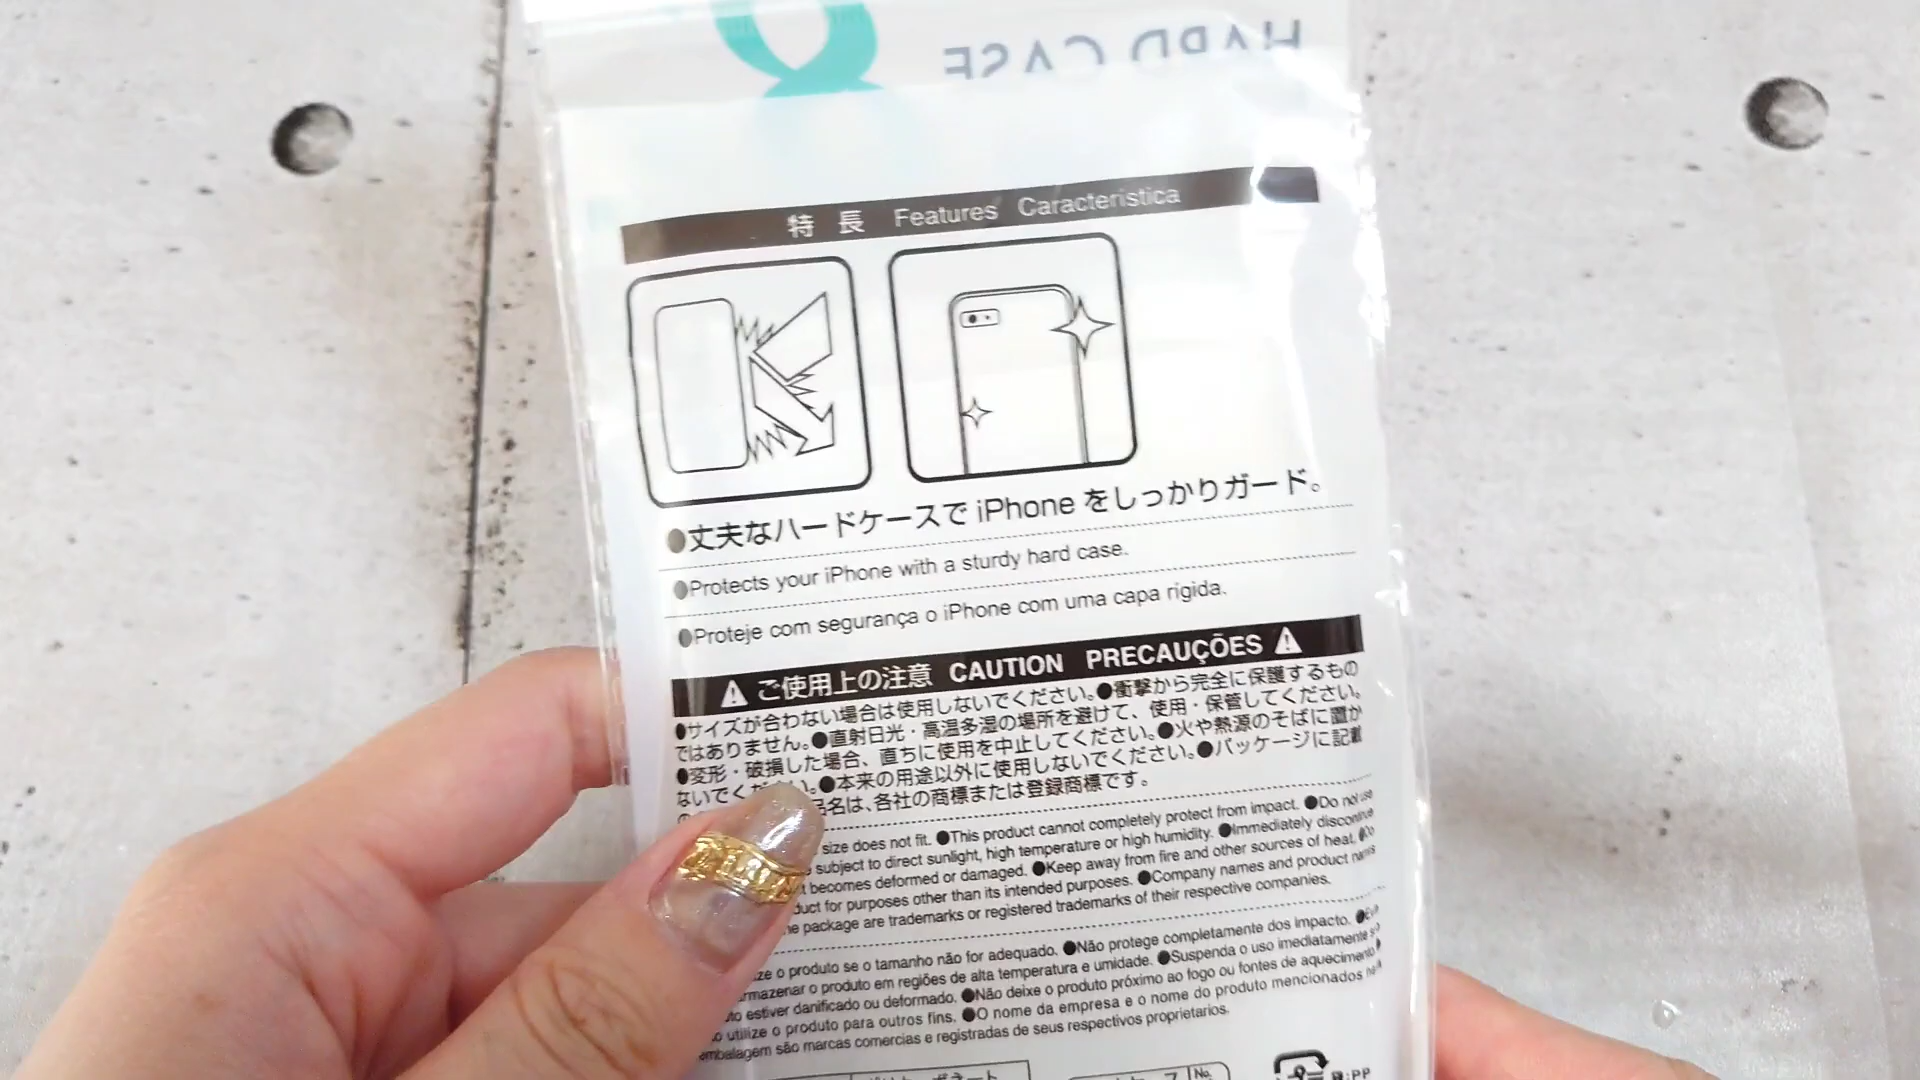 HARD CASE
特長 Features Característica
●丈夫なハードケースで iPhone をしっかりガード。
●Protects your iPhone with a sturdy hard case.
●Proteje com segurança o iPhone com uma capa rígida.
⚠ ご使用上の注意 CAUTION PRECAUÇÕES ⚠
●サイズが合わない場合は使用しないでください。●衝撃から完全に保護するもの
ではありません。●直射日光・高温多湿の場所を避けて、使用・保管してください。
●変形・破損した場合、直ちに使用を中止してください。●火や熱源のそばに置か
ないでください。●本来の用途以外に使用しないでください。●パッケージに記載
の 品名は、各社の商標または登録商標です。
size does not fit. ●This product cannot completely protect from impact. ●Do not use
subject to direct sunlight, high temperature or high humidity. ●Immediately discontinue
becomes deformed or damaged. ●Keep away from fire and other sources of heat. ●Do
for purposes other than its intended purposes. ●Company names and product names
package are trademarks or registered trademarks of their respective companies.
o produto se o tamanho não for adequado. ●Não protege completamente dos impacto.
o produto em regiões de alta temperatura e umidade. ●Suspenda o uso imediatamente
estiver danificado ou deformado. ●Não deixe o produto próximo ao fogo ou fontes de aquecimento
utilize o produto para outros fins. ●O nome da empresa e o nome do produto mencionados
embalagem são marcas comerciais e registradas de seus respectivos proprietarios.
No.
PP